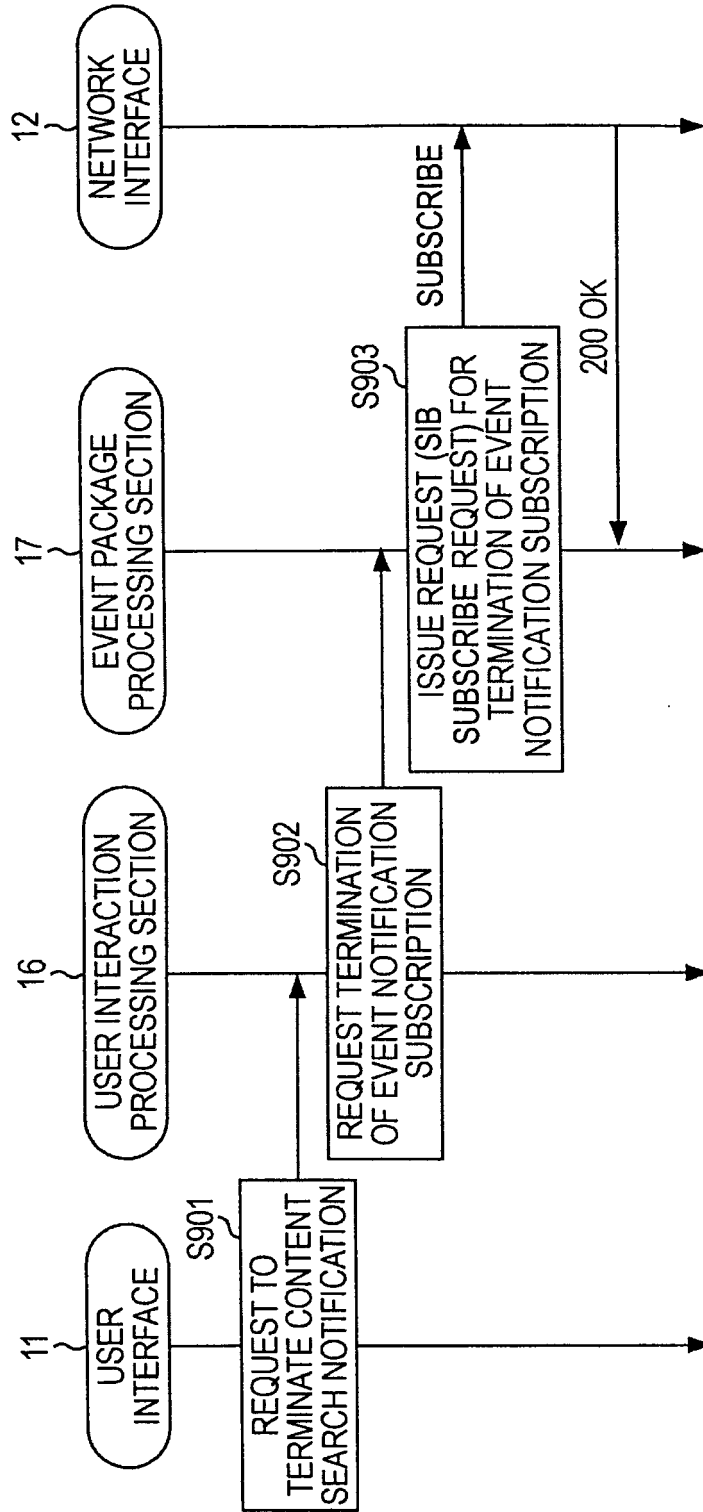 11
USER
INTERFACE
16
USER INTERACTION
PROCESSING SECTION
17
EVENT PACKAGE
PROCESSING SECTION
12
NETWORK
INTERFACE
S901
REQUEST TO
TERMINATE CONTENT
SEARCH NOTIFICATION
S902
REQUEST TERMINATION
OF EVENT NOTIFICATION
SUBSCRIPTION
S903
ISSUE REQUEST (SIB
SUBSCRIBE REQUEST) FOR
TERMINATION OF EVENT
NOTIFICATION SUBSCRIPTION
SUBSCRIBE
200 OK